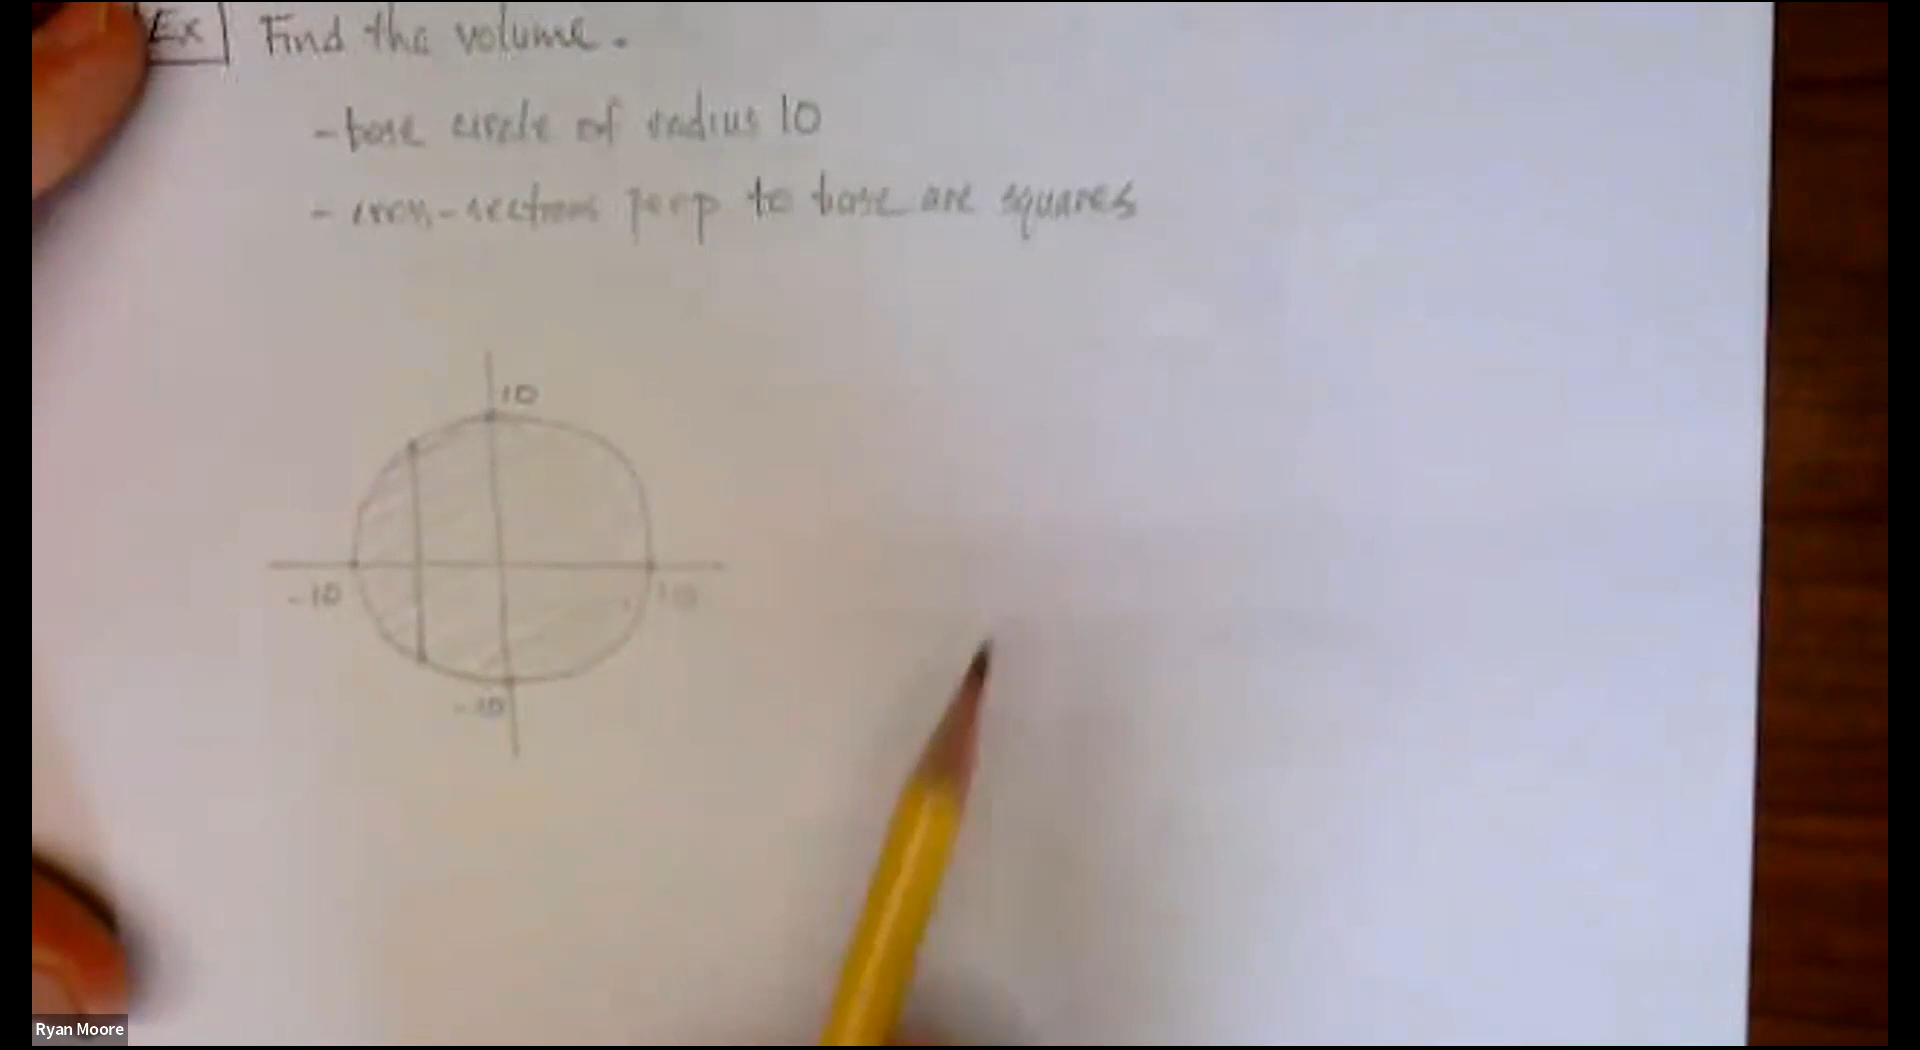 Ex Find the volume.
- base circle of radius 10
- cross-sections perp to base are squares
10
-10
10
-10
Ryan Moore